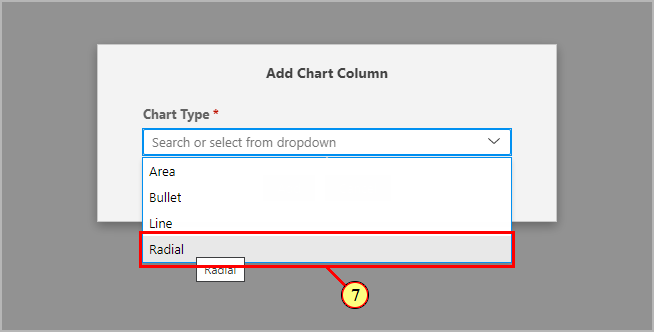 Add Chart Column
Chart Type *
Search or select from dropdown
Area
Bullet
Line
Radial
Radial
7